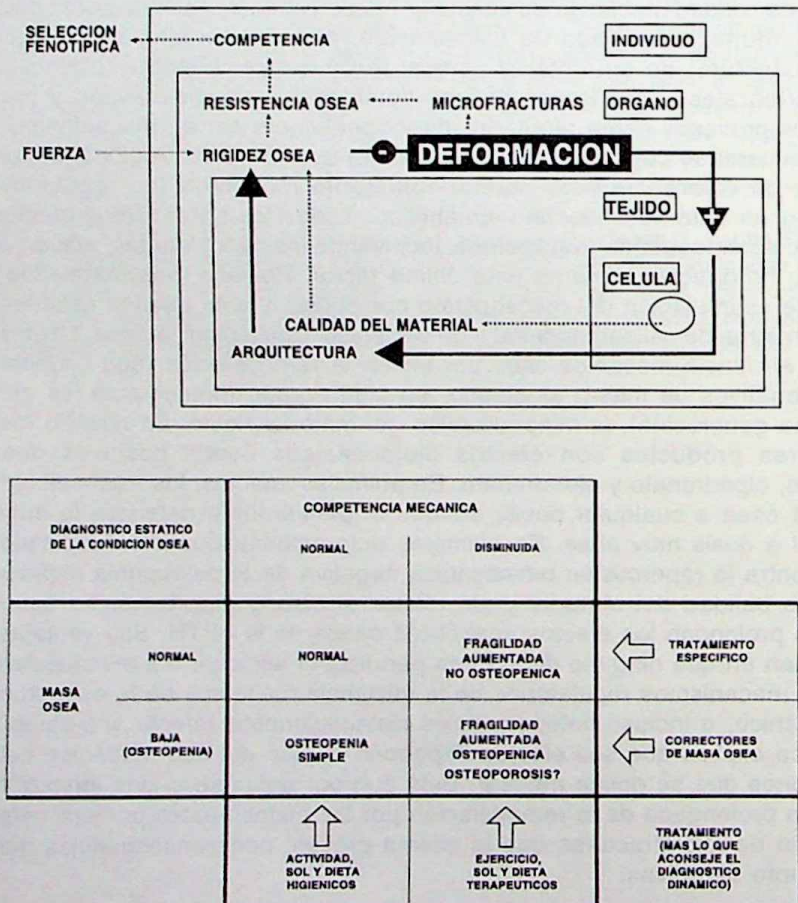 SELECCION
FENOTIPICA
COMPETENCIA
INDIVIDUO
RESISTENCIA OSEA
MICROFRACTURAS
ORGANO
FUERZA
RIGIDEZ OSEA
-
DEFORMACION
TEJIDO
+
CELULA
CALIDAD DEL MATERIAL
ARQUITECTURA
COMPETENCIA MECANICA
DIAGNOSTICO ESTATICO
DE LA CONDICION OSEA
NORMAL
DISMINUIDA
MASA
OSEA
NORMAL
NORMAL
FRAGILIDAD
AUMENTADA
NO OSTEOPENICA
TRATAMIENTO
ESPECIFICO
BAJA
(OSTEOPENIA)
OSTEOPENIA
SIMPLE
FRAGILIDAD
AUMENTADA
OSTEOPENICA
OSTEOPOROSIS?
CORRECTORES
DE MASA OSEA
ACTIVIDAD,
SOL Y DIETA
HIGIENICOS
EJERCICIO,
SOL Y DIETA
TERAPEUTICOS
TRATAMIENTO
(MAS LO QUE
ACONSEJE EL
DIAGNOSTICO
DINAMICO)